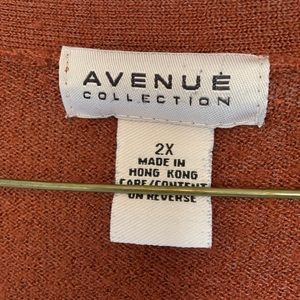 AVENUE
COLLECTION
2X
MADE IN
HONG KONG
CARE/CONTENT
ON REVERSE